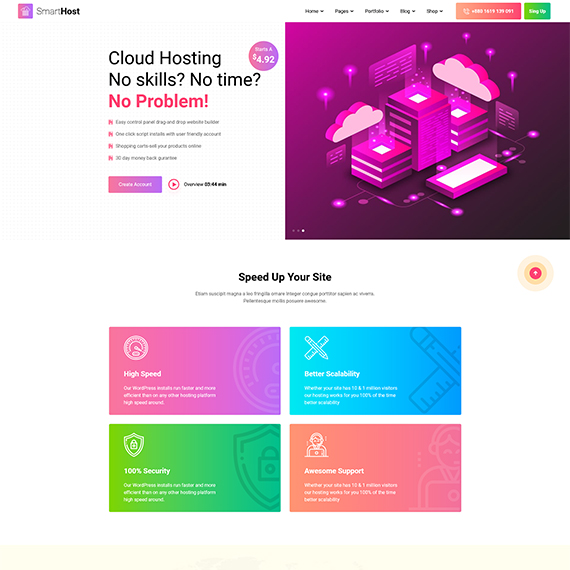 SmartHost
Home Pages Portfolio Blog Shop
+880 1619 139 091
Sing Up
Cloud Hosting
No skills? No time?
No Problem!
Starts A
$4.92
Easy control panel drag and drop website builder
One click script installs with user friendly account
Shopping carts-sell your products online
30 day money back gurantee
Create Account
Overview 03:44 min
Speed Up Your Site
Etiam suscipit magna a leo fringilla ornare integer congue porttitor sapien ac viverra.
Pellentesque mollis posuere awesome.
High Speed
Our WordPress installs run faster and more
efficient then on any other hosting platform
high speed around.
Better Scalability
Whether your site has 10 & 1 million visitors
our hosting works for you 100% of the time
better scalability
100% Security
Our WordPress installs run faster and more
efficient then on any other hosting platform
high speed around.
Awesome Support
Whether your site has 10 & 1 million visitors
our hosting works for you 100% of the time
better scalability